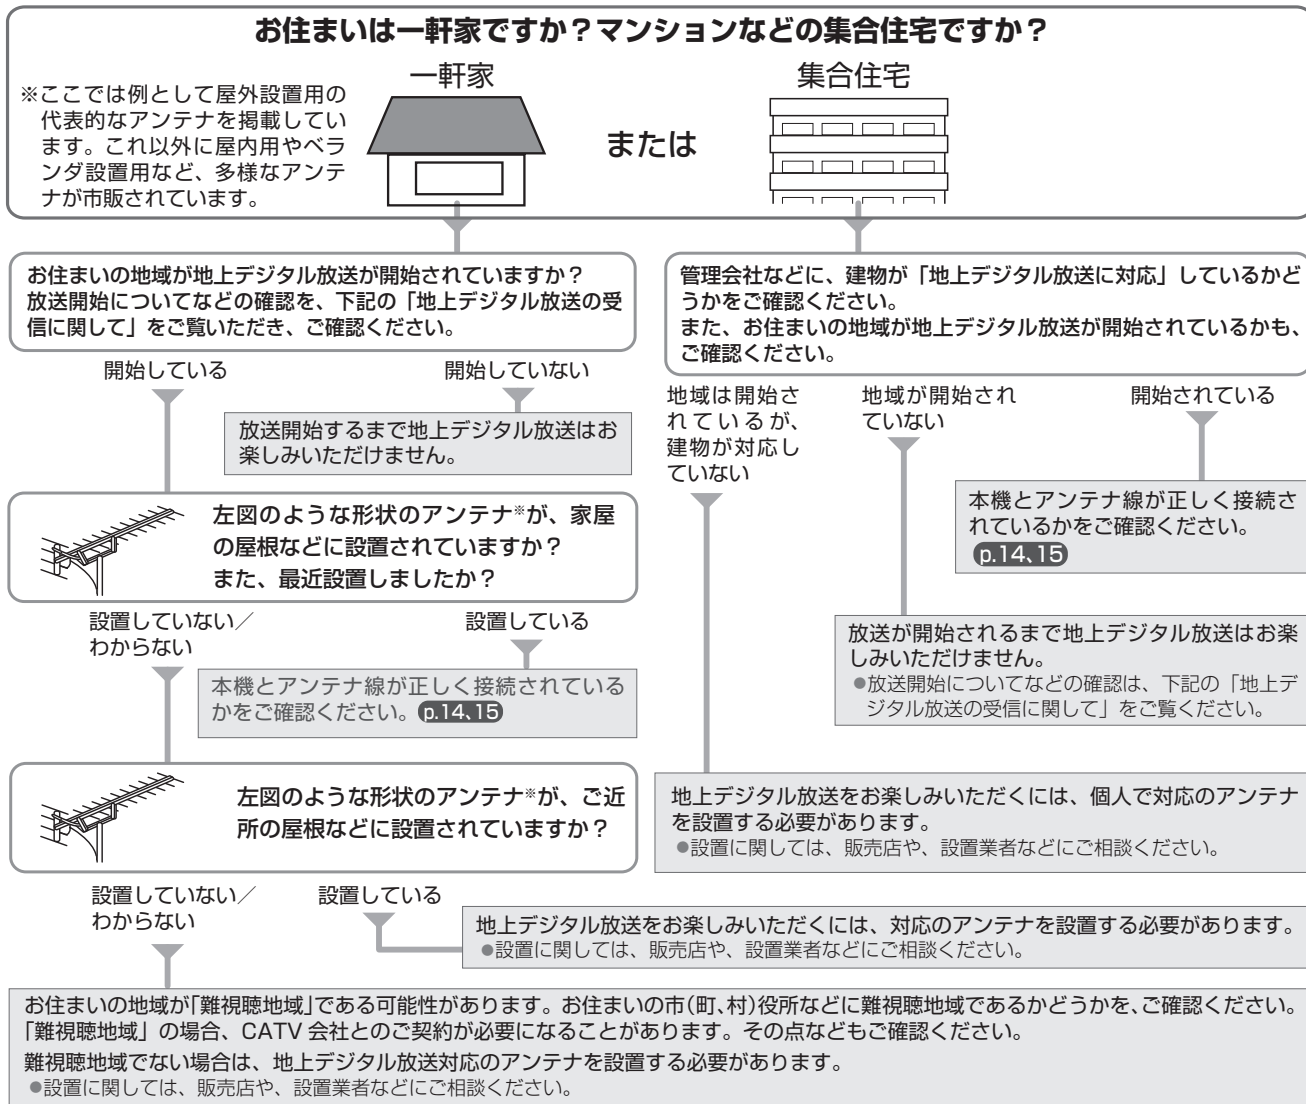 お住まいは一軒家ですか？マンションなどの集合住宅ですか？
※ここでは例として屋外設置用の
代表的なアンテナを掲載してい
ます。これ以外に屋内用やベラ
ンダ設置用など、多様なアンテ
ナが市販されています。
一軒家
または
集合住宅
お住まいの地域が地上デジタル放送が開始されていますか？
放送開始についてなどの確認を、下記の「地上デジタル放送の受
信に関して」をご覧いただき、ご確認ください。
開始している
開始していない
放送開始するまで地上デジタル放送はお
楽しみいただけません。
左図のような形状のアンテナ※が、家屋
の屋根などに設置されていますか？
また、最近設置しましたか？
設置していない／
わからない
設置している
本機とアンテナ線が正しく接続されている
かをご確認ください。p.14、15
左図のような形状のアンテナ※が、ご近
所の屋根などに設置されていますか？
設置していない／
わからない
設置している
地上デジタル放送をお楽しみいただくには、対応のアンテナを設置する必要があります。
●設置に関しては、販売店や、設置業者などにご相談ください。
お住まいの地域が「難視聴地域」である可能性があります。お住まいの市（町、村）役所などに難視聴地域であるかどうかを、ご確認ください。
「難視聴地域」の場合、CATV 会社とのご契約が必要になることがあります。その点などもご確認ください。
難視聴地域でない場合は、地上デジタル放送対応のアンテナを設置する必要があります。
●設置に関しては、販売店や、設置業者などにご相談ください。
管理会社などに、建物が「地上デジタル放送に対応」しているかど
うかをご確認ください。
また、お住まいの地域が地上デジタル放送が開始されているかも、
ご確認ください。
地域は開始さ
れているが、
建物が対応し
ていない
地域が開始され
ていない
開始されている
本機とアンテナ線が正しく接続さ
れているかをご確認ください。
p.14、15
放送が開始されるまで地上デジタル放送はお楽
しみいただけません。
●放送開始についてなどの確認は、下記の「地上デ
ジタル放送の受信に関して」をご覧ください。
地上デジタル放送をお楽しみいただくには、個人で対応のアンテナ
を設置する必要があります。
●設置に関しては、販売店や、設置業者などにご相談ください。